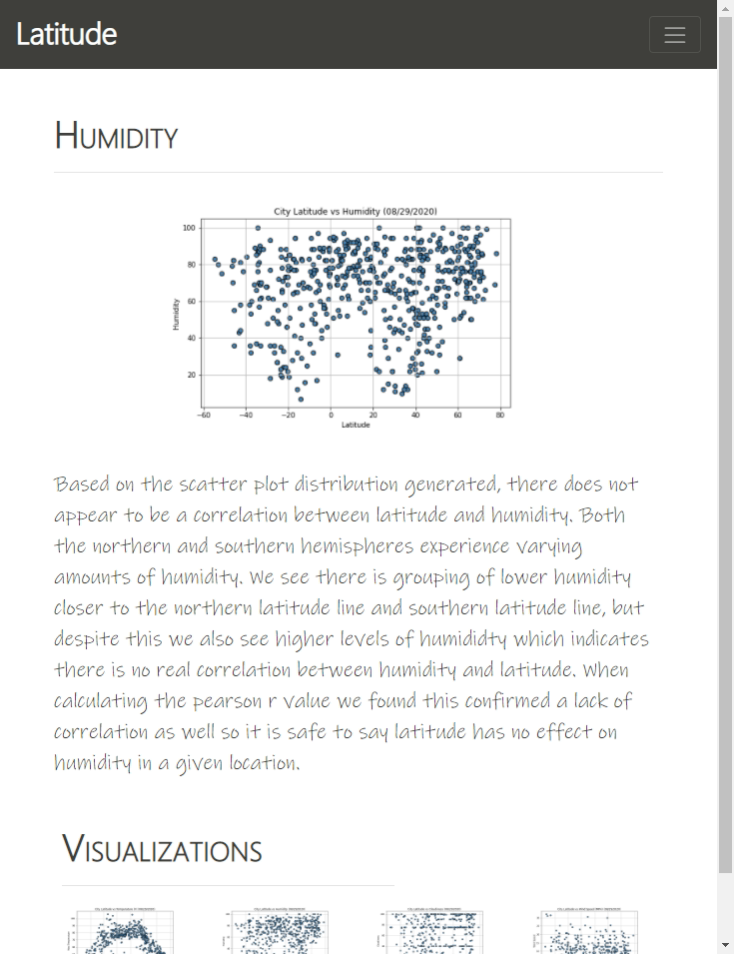 Latitude
Humidity
City Latitude vs Humidity (08/29/2020)
100
80
60
40
20
Humidity
−60 −40 −20 0 20 40 60 80
Latitude
Based on the scatter plot distribution generated, there does not
appear to be a correlation between latitude and humidity. Both
the northern and southern hemispheres experience varying
amounts of humidity. We see there is grouping of lower humidity
closer to the northern latitude line and southern latitude line, but
despite this we also see higher levels of humididty which indicates
there is no real correlation between humidity and latitude. When
calculating the pearson r value we found this confirmed a lack of
correlation as well so it is safe to say latitude has no effect on
humidity in a given location.
Visualizations